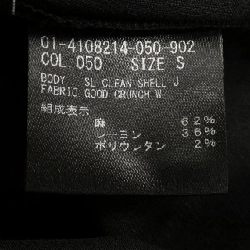 01-4108214-050-902
COL 050 SIZE S
BODY SL CLEAN SHELL J
FABRIC GOOD CRUNCH W
組成表示
麻 62%
レーヨン 36%
ポリウレタン 2%